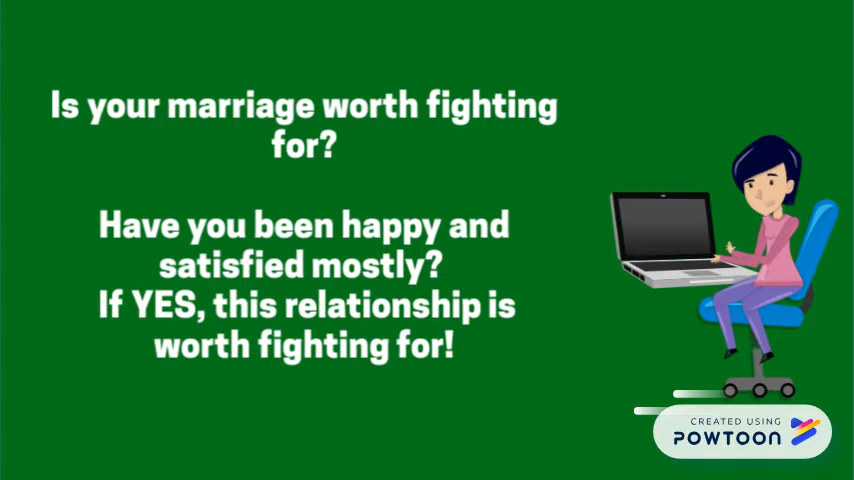 Is your marriage worth fighting
for?
Have you been happy and
satisfied mostly?
If YES, this relationship is
worth fighting for!
CREATED USING
POWTOON